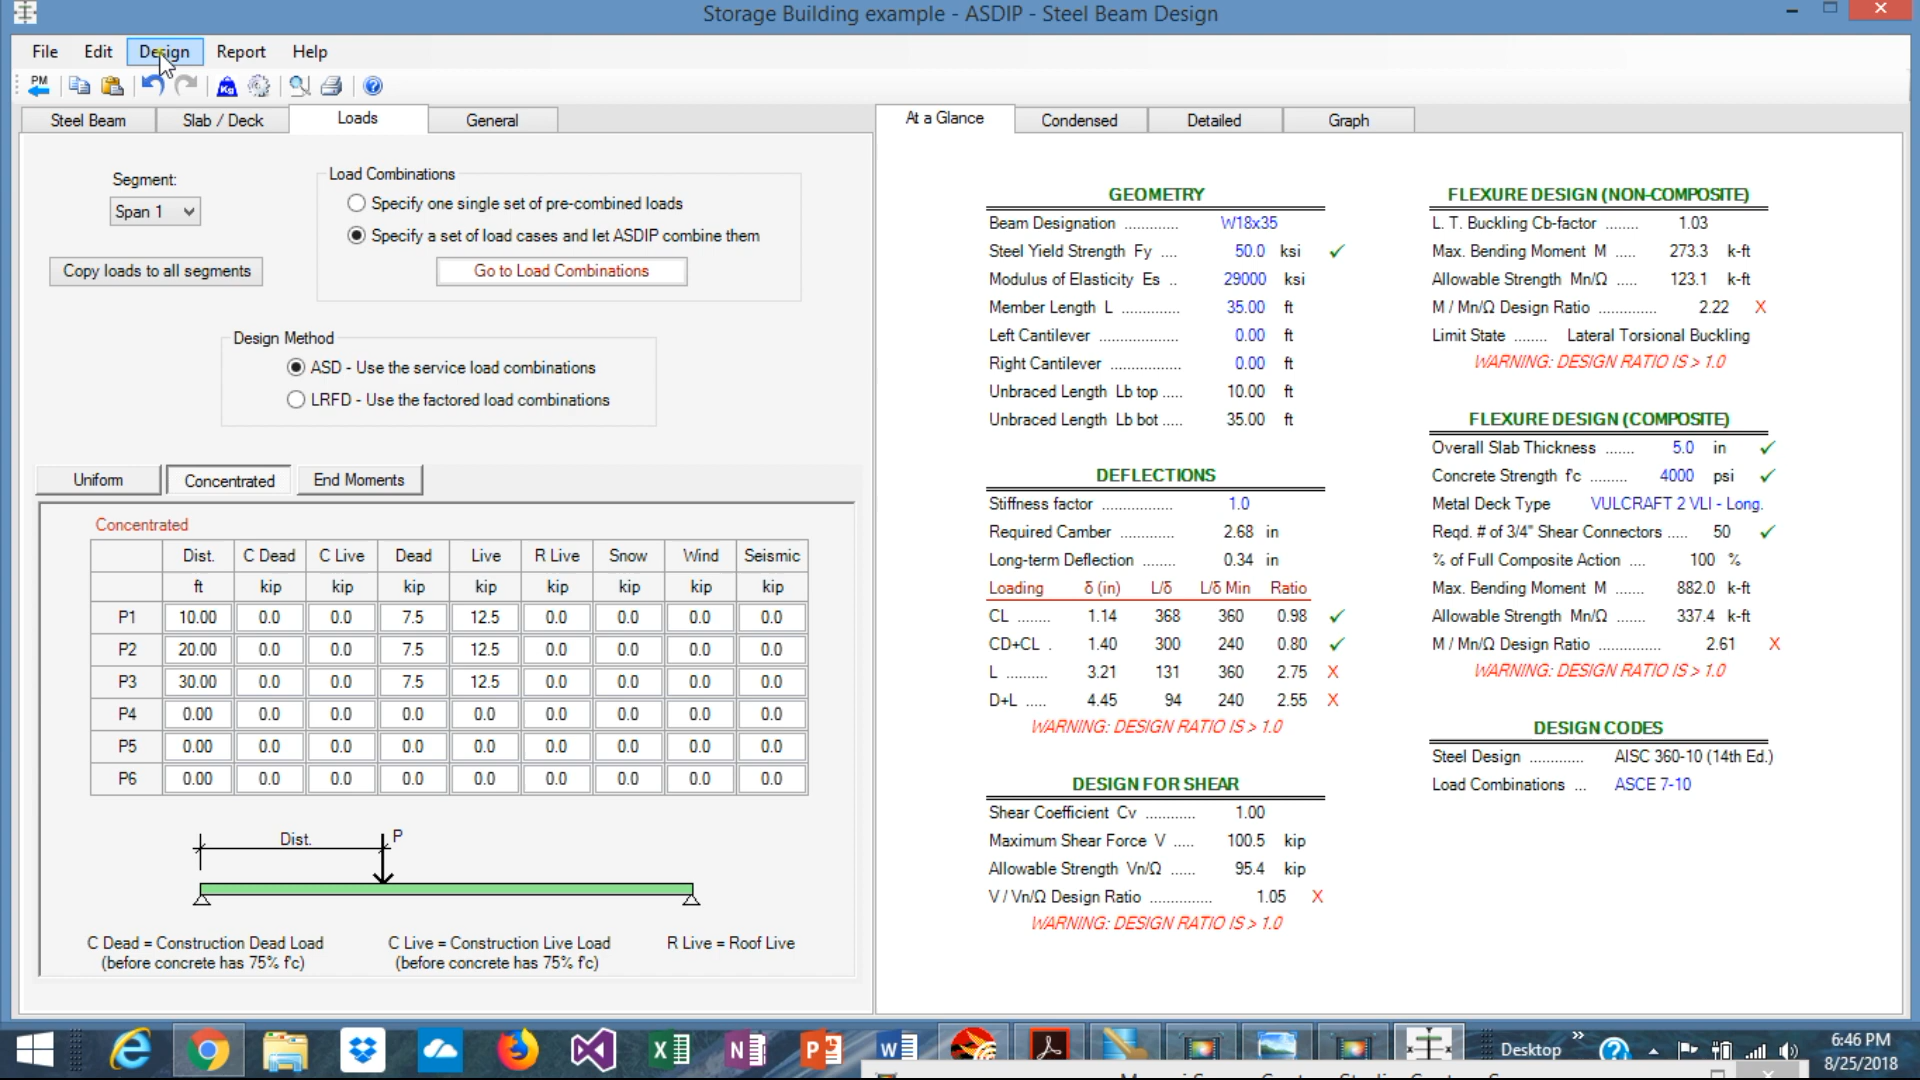 Storage Building example - ASDIP - Steel Beam Design
File Edit Design Report Help
PM
Kg
Steel Beam Slab / Deck Loads General
Segment:
Span 1
Copy loads to all segments
Load Combinations
Specify one single set of pre-combined loads
Specify a set of load cases and let ASDIP combine them
Go to Load Combinations
Design Method
ASD - Use the service load combinations
LRFD - Use the factored load combinations
Uniform Concentrated End Moments
Concentrated
Dist. C Dead C Live Dead Live R Live Snow Wind Seismic
ft kip kip kip kip kip kip kip kip
P1 10.00 0.0 0.0 7.5 12.5 0.0 0.0 0.0 0.0
P2 20.00 0.0 0.0 7.5 12.5 0.0 0.0 0.0 0.0
P3 30.00 0.0 0.0 7.5 12.5 0.0 0.0 0.0 0.0
P4 0.00 0.0 0.0 0.0 0.0 0.0 0.0 0.0 0.0
P5 0.00 0.0 0.0 0.0 0.0 0.0 0.0 0.0 0.0
P6 0.00 0.0 0.0 0.0 0.0 0.0 0.0 0.0 0.0
Dist. P
C Dead = Construction Dead Load
(before concrete has 75% f'c)
C Live = Construction Live Load
(before concrete has 75% f'c)
R Live = Roof Live
At a Glance Condensed Detailed Graph
GEOMETRY
Beam Designation ............. W18x35
Steel Yield Strength Fy .... 50.0 ksi
Modulus of Elasticity Es .. 29000 ksi
Member Length L .............. 35.00 ft
Left Cantilever ................... 0.00 ft
Right Cantilever ................. 0.00 ft
Unbraced Length Lb top ..... 10.00 ft
Unbraced Length Lb bot ..... 35.00 ft
DEFLECTIONS
Stiffness factor ................. 1.0
Required Camber ............. 2.68 in
Long-term Deflection ......... 0.34 in
Loading δ (in) L/δ L/δ Min Ratio
CL ........ 1.14 368 360 0.98
CD+CL . 1.40 300 240 0.80
L .......... 3.21 131 360 2.75 X
D+L ..... 4.45 94 240 2.55 X
WARNING: DESIGN RATIO IS > 1.0
DESIGN FOR SHEAR
Shear Coefficient Cv ............ 1.00
Maximum Shear Force V ..... 100.5 kip
Allowable Strength Vn/Ω ...... 95.4 kip
V / Vn/Ω Design Ratio ............... 1.05 X
WARNING: DESIGN RATIO IS > 1.0
FLEXURE DESIGN (NON-COMPOSITE)
L. T. Buckling Cb-factor ........ 1.03
Max. Bending Moment M ..... 273.3 k-ft
Allowable Strength Mn/Ω ..... 123.1 k-ft
M / Mn/Ω Design Ratio .............. 2.22 X
Limit State ........ Lateral Torsional Buckling
WARNING: DESIGN RATIO IS > 1.0
FLEXURE DESIGN (COMPOSITE)
Overall Slab Thickness ....... 5.0 in
Concrete Strength f'c ......... 4000 psi
Metal Deck Type VULCRAFT 2 VLI - Long.
Reqd. # of 3/4" Shear Connectors ..... 50
% of Full Composite Action .... 100 %
Max. Bending Moment M ....... 882.0 k-ft
Allowable Strength Mn/Ω ....... 337.4 k-ft
M / Mn/Ω Design Ratio ............... 2.61 X
WARNING: DESIGN RATIO IS > 1.0
DESIGN CODES
Steel Design ............. AISC 360-10 (14th Ed.)
Load Combinations ... ASCE 7-10
Desktop
6:46 PM
8/25/2018